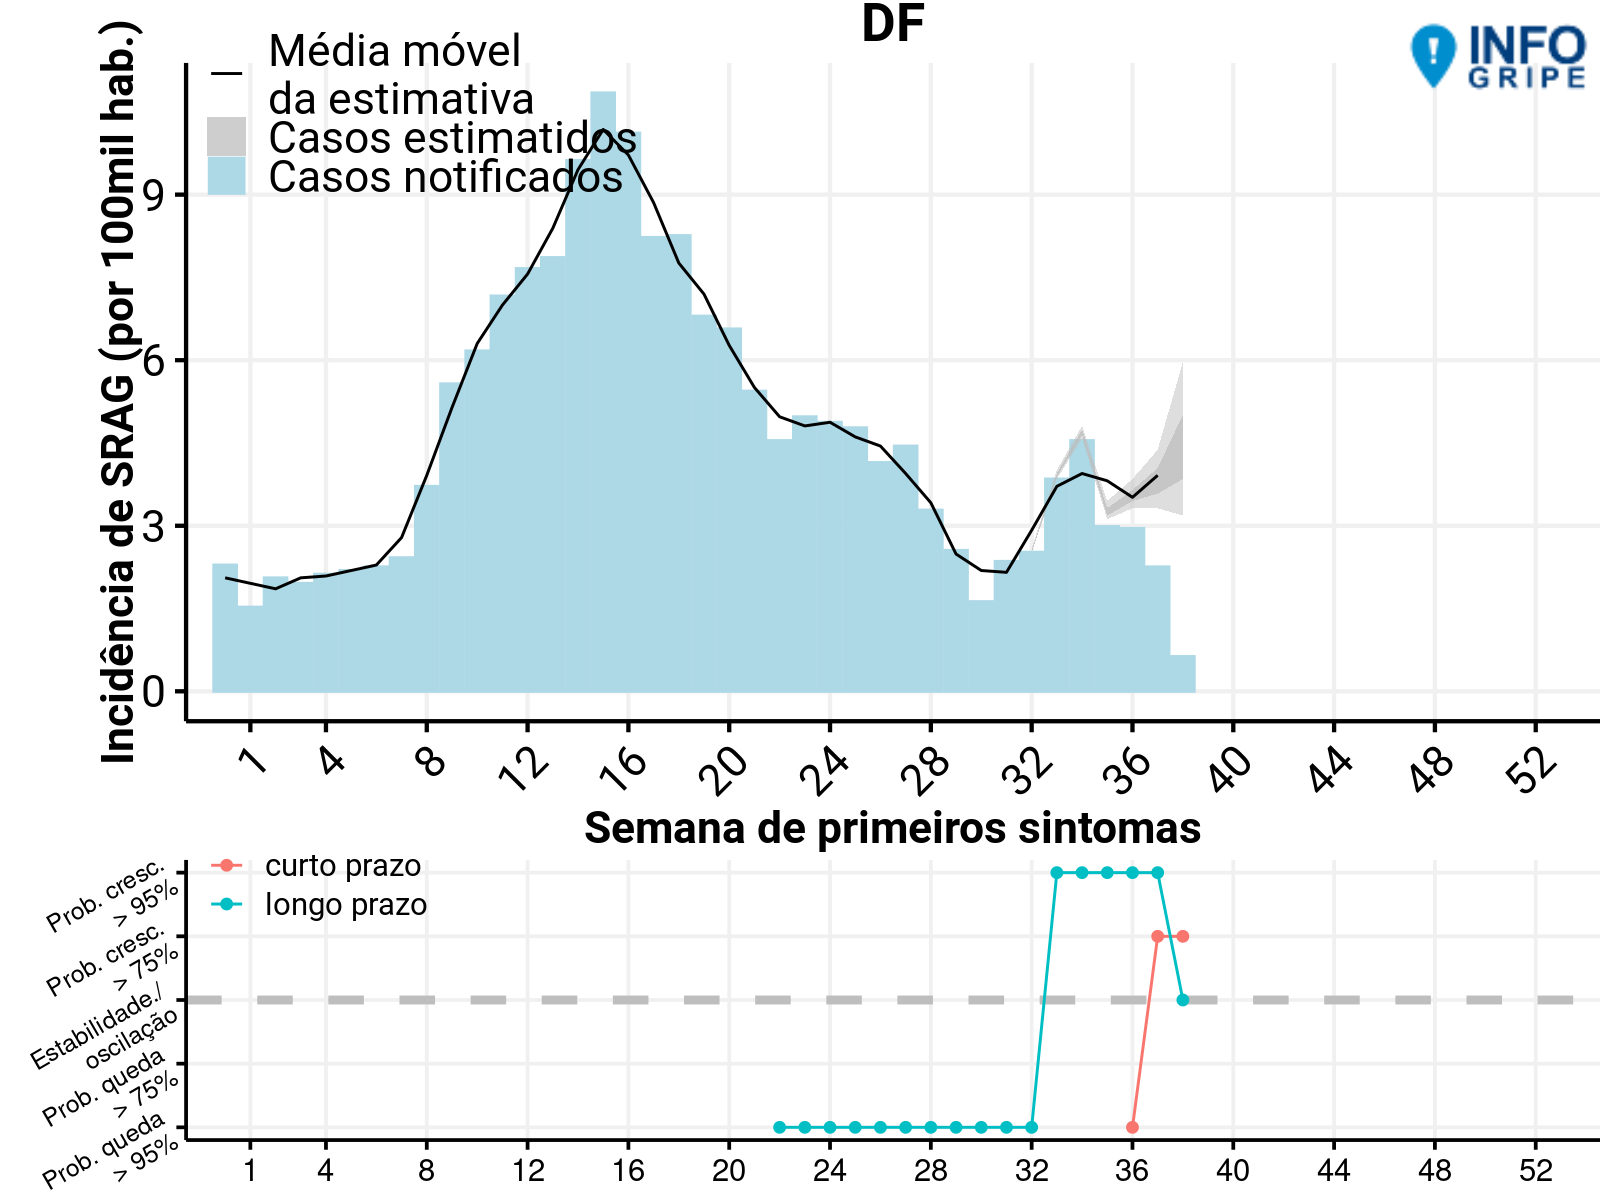 DF
INFO
GRIPE
Média móvel
da estimativa
Casos estimatidos
Casos notificados
Incidência de SRAG (por 100mil hab.)
9
6
3
0
1 4 8 12 16 20 24 28 32 36 40 44 48 52
Semana de primeiros sintomas
curto prazo
longo prazo
Prob. cresc.
> 95%
Prob. cresc.
> 75%
Estabilidade./
oscilação
Prob. queda
> 75%
Prob. queda
> 95%
1 4 8 12 16 20 24 28 32 36 40 44 48 52